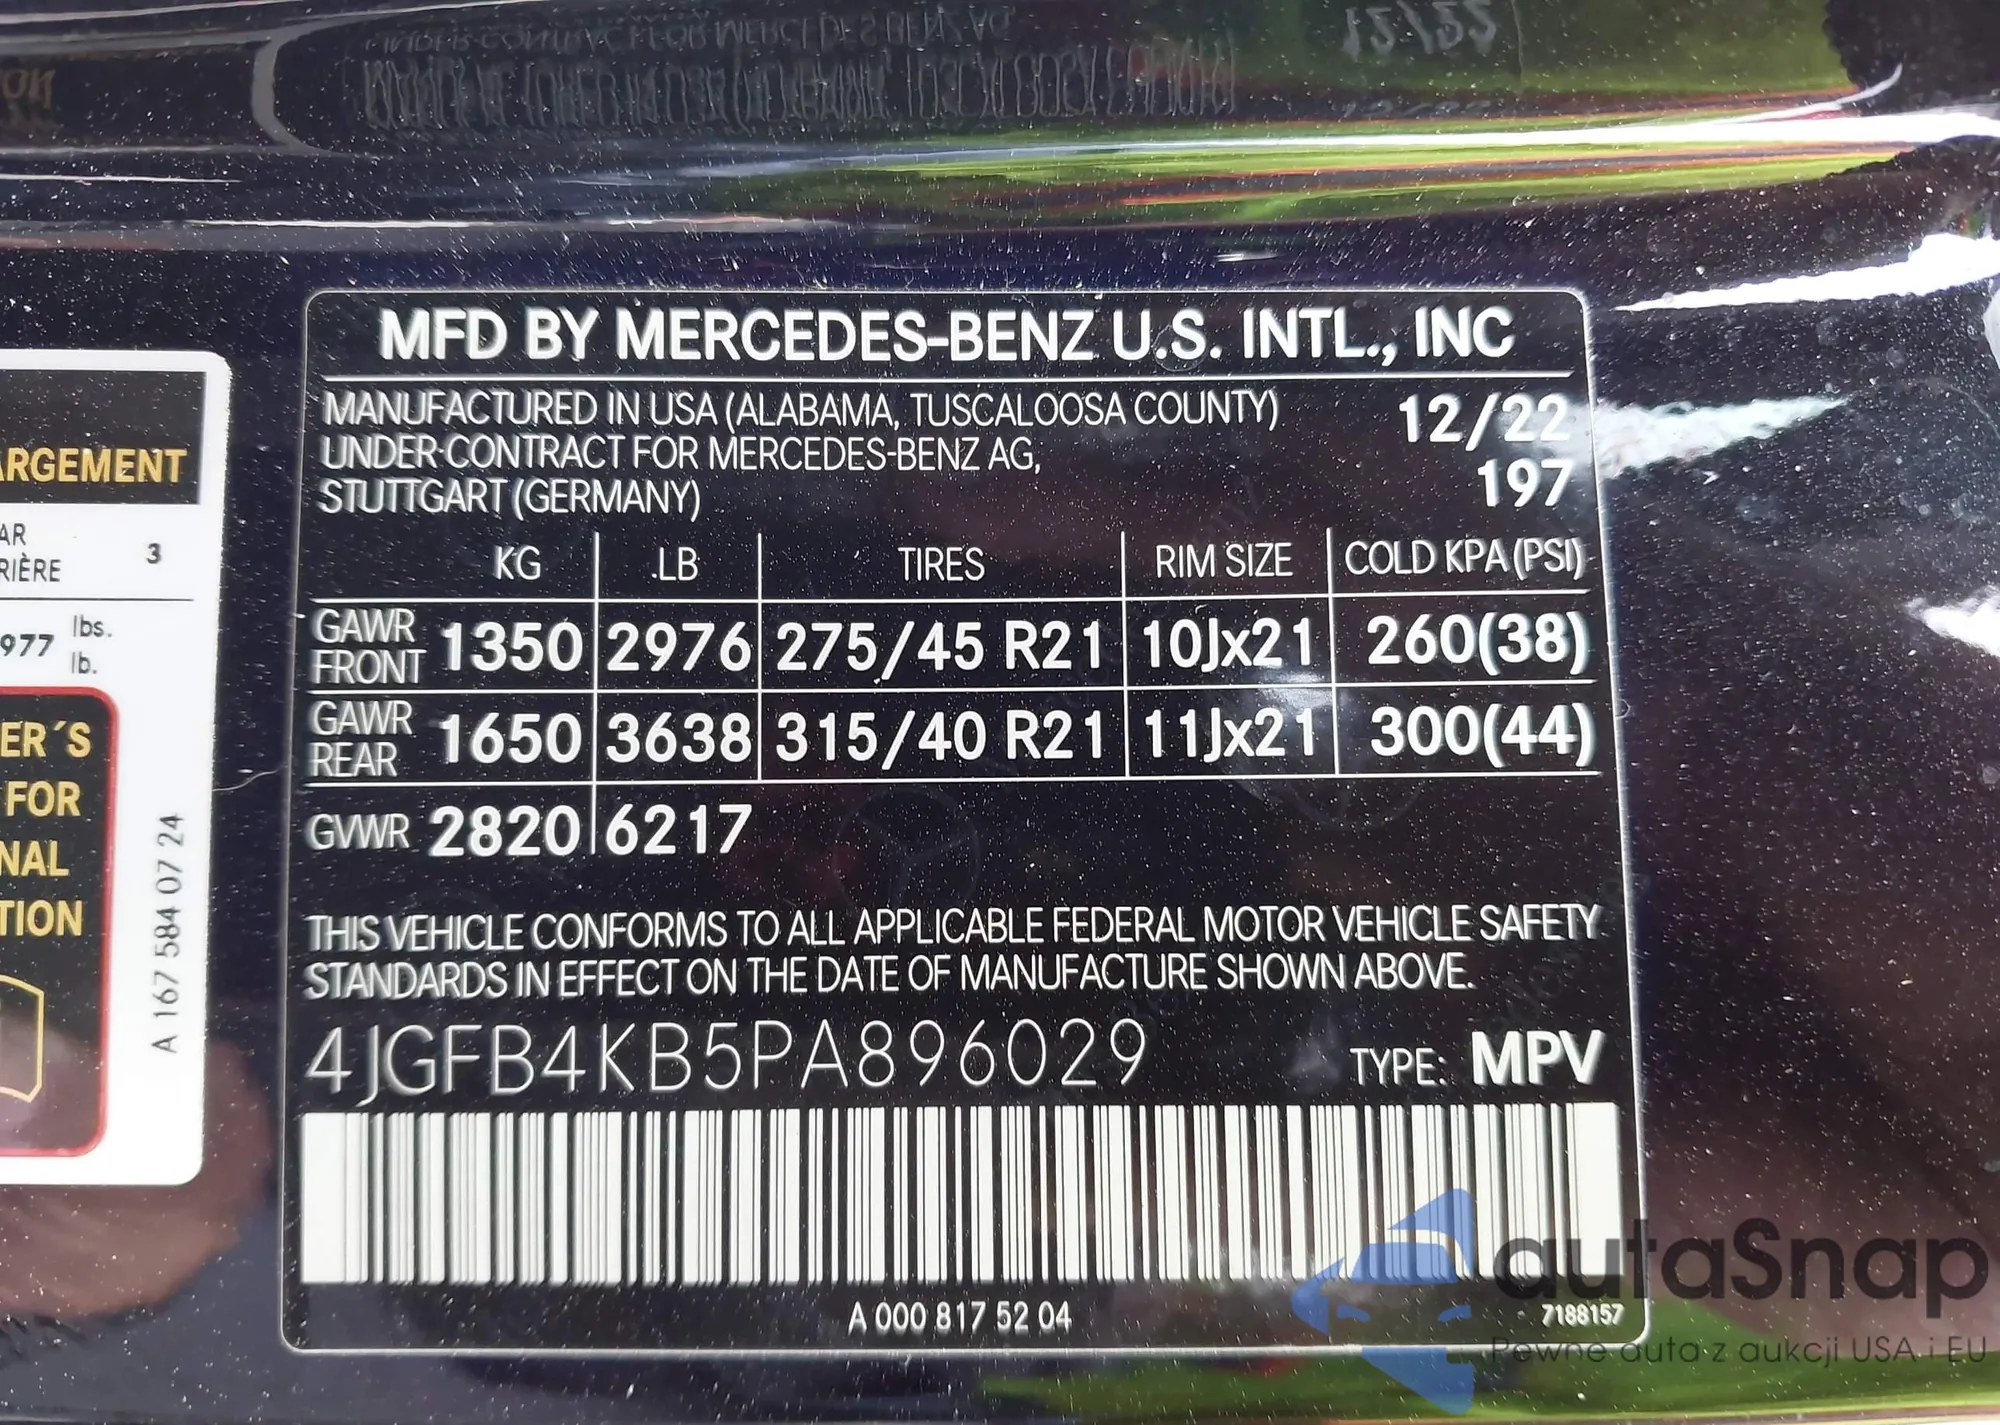 MFD BY MERCEDES-BENZ U.S. INTL., INC
MANUFACTURED IN USA (ALABAMA, TUSCALOOSA COUNTY) 12/22
UNDER CONTRACT FOR MERCEDES-BENZ AG,
STUTTGART (GERMANY) 197
KG LB TIRES RIM SIZE COLD KPA (PSI)
GAWR FRONT 1350 2976 275/45 R21 10Jx21 260(38)
GAWR REAR 1650 3638 315/40 R21 11Jx21 300(44)
GVWR 2820 6217
THIS VEHICLE CONFORMS TO ALL APPLICABLE FEDERAL MOTOR VEHICLE SAFETY
STANDARDS IN EFFECT ON THE DATE OF MANUFACTURE SHOWN ABOVE.
4JGFB4KB5PA896029 TYPE: MPV
A 000 817 52 04 7188157
ARGEMENT
AR
RIÈRE 3
977 lbs.
lb.
ER´S
FOR
NAL
TION
A 167 584 07 24
autaSnap
Pewne auta z aukcji USA i EU